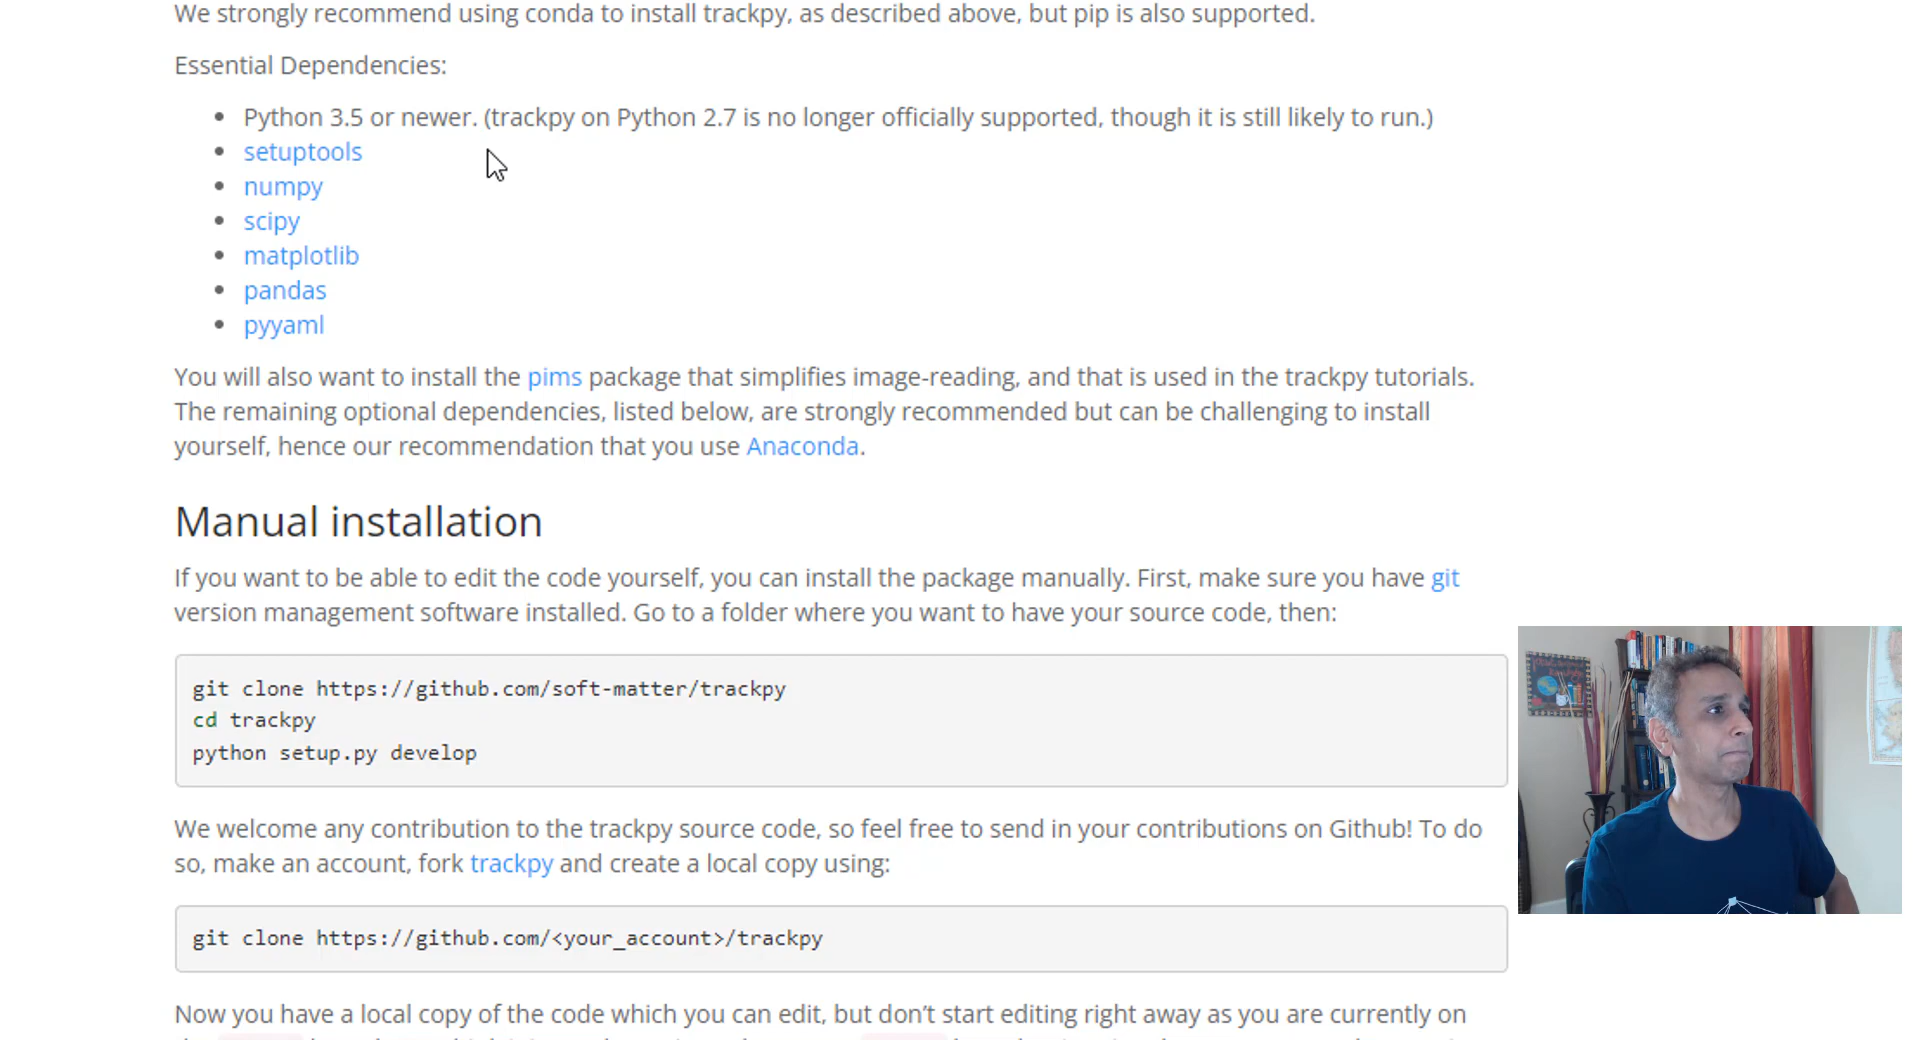 We strongly recommend using conda to install trackpy, as described above, but pip is also supported.
Essential Dependencies:
Python 3.5 or newer. (trackpy on Python 2.7 is no longer officially supported, though it is still likely to run.)
setuptools
numpy
scipy
matplotlib
pandas
pyyaml
You will also want to install the pims package that simplifies image-reading, and that is used in the trackpy tutorials.
The remaining optional dependencies, listed below, are strongly recommended but can be challenging to install
yourself, hence our recommendation that you use Anaconda.
Manual installation
If you want to be able to edit the code yourself, you can install the package manually. First, make sure you have git
version management software installed. Go to a folder where you want to have your source code, then:
git clone https://github.com/soft-matter/trackpy
cd trackpy
python setup.py develop
We welcome any contribution to the trackpy source code, so feel free to send in your contributions on Github! To do
so, make an account, fork trackpy and create a local copy using:
git clone https://github.com/<your_account>/trackpy
Now you have a local copy of the code which you can edit, but don’t start editing right away as you are currently on